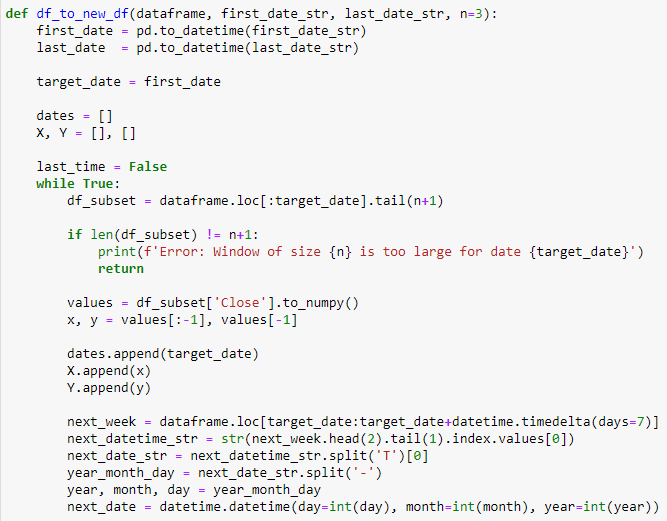 def df_to_new_df(dataframe, first_date_str, last_date_str, n=3):
    first_date = pd.to_datetime(first_date_str)
    last_date  = pd.to_datetime(last_date_str)

    target_date = first_date

    dates = []
    X, Y = [], []

    last_time = False
    while True:
        df_subset = dataframe.loc[:target_date].tail(n+1)

        if len(df_subset) != n+1:
            print(f'Error: Window of size {n} is too large for date {target_date}')
            return

        values = df_subset['Close'].to_numpy()
        x, y = values[:-1], values[-1]

        dates.append(target_date)
        X.append(x)
        Y.append(y)

        next_week = dataframe.loc[target_date:target_date+datetime.timedelta(days=7)]
        next_datetime_str = str(next_week.head(2).tail(1).index.values[0])
        next_date_str = next_datetime_str.split('T')[0]
        year_month_day = next_date_str.split('-')
        year, month, day = year_month_day
        next_date = datetime.datetime(day=int(day), month=int(month), year=int(year))